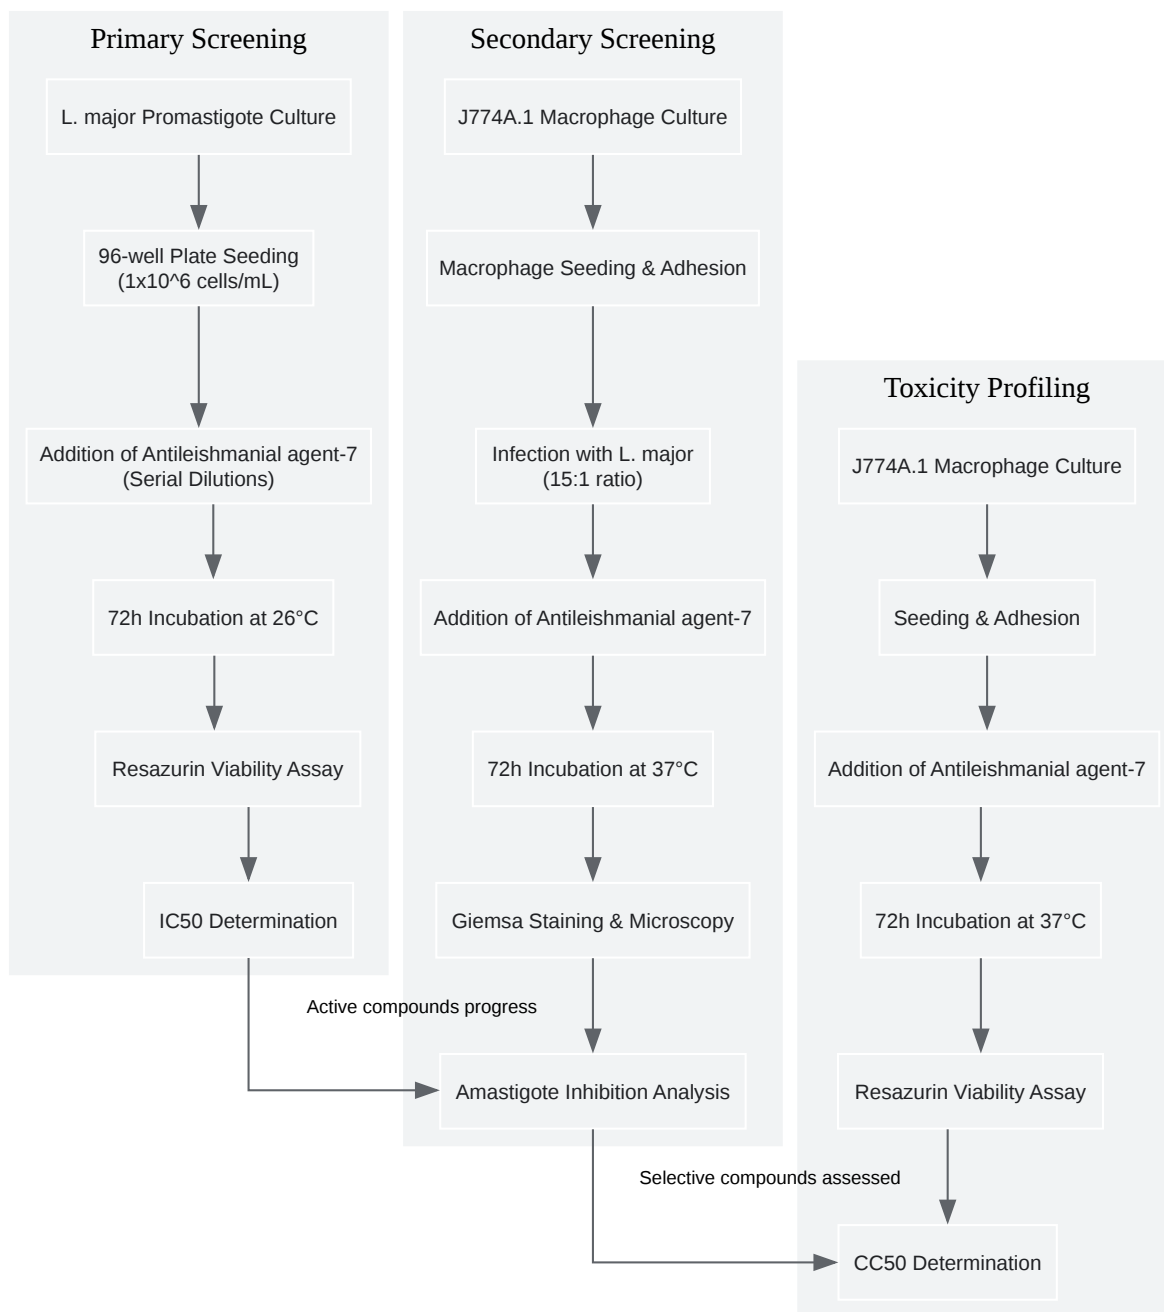 Primary Screening
L. major Promastigote Culture
96-well Plate Seeding
(1x10^6 cells/mL)
Addition of Antileishmanial agent-7
(Serial Dilutions)
72h Incubation at 26°C
Resazurin Viability Assay
IC50 Determination
Active compounds progress
Secondary Screening
J774A.1 Macrophage Culture
Macrophage Seeding & Adhesion
Infection with L. major
(15:1 ratio)
Addition of Antileishmanial agent-7
72h Incubation at 37°C
Giemsa Staining & Microscopy
Amastigote Inhibition Analysis
Selective compounds assessed
Toxicity Profiling
J774A.1 Macrophage Culture
Seeding & Adhesion
Addition of Antileishmanial agent-7
72h Incubation at 37°C
Resazurin Viability Assay
CC50 Determination